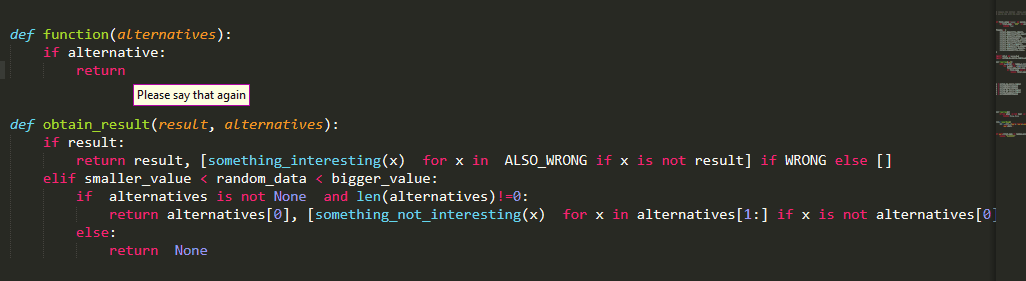 def function(alternatives):
    if alternative:
        return
Please say that again
def obtain_result(result, alternatives):
    if result:
        return result, [something_interesting(x)  for x in  ALSO_WRONG if x is not result] if WRONG else []
    elif smaller_value < random_data < bigger_value:
        if  alternatives is not None  and len(alternatives)!=0:
            return alternatives[0], [something_not_interesting(x)  for x in alternatives[1:] if x is not alternatives[0]
        else:
            return  None